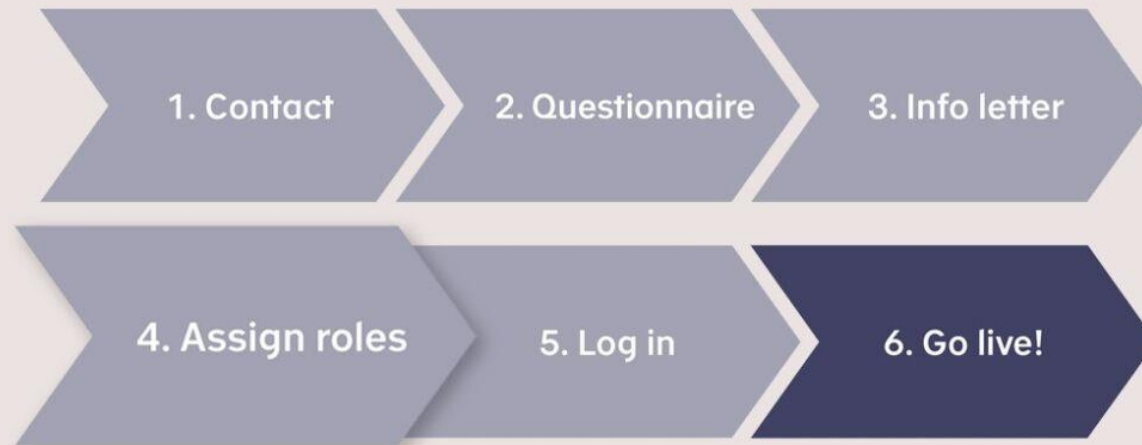 1. Contact
2. Questionnaire
3. Info letter
4. Assign roles
5. Log in
6. Go live!